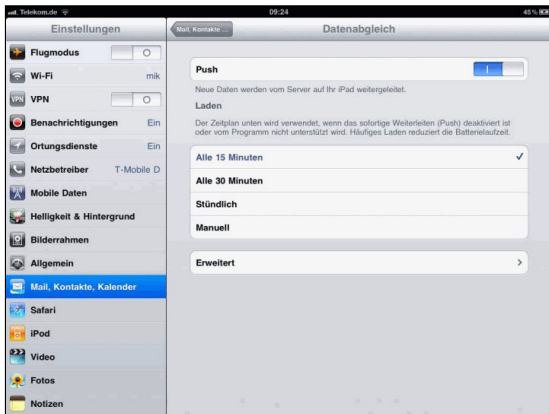 Telekom.de
09:24
45 %
Einstellungen
Mail, Kontakte ...
Datenabgleich
Flugmodus
Wi-Fi
mik
VPN
VPN
Benachrichtigungen
Ein
Ortungsdienste
Ein
Netzbetreiber
T-Mobile D
Mobile Daten
Helligkeit & Hintergrund
Bilderrahmen
Allgemein
Mail, Kontakte, Kalender
Safari
iPod
Video
Fotos
Notizen
Push
Neue Daten werden vom Server auf Ihr iPad weitergeleitet.
Laden
Der Zeitplan unten wird verwendet, wenn das sofortige Weiterleiten (Push) deaktiviert ist
oder vom Programm nicht unterstützt wird. Häufiges Laden reduziert die Batterielaufzeit.
Alle 15 Minuten
Alle 30 Minuten
Stündlich
Manuell
Erweitert